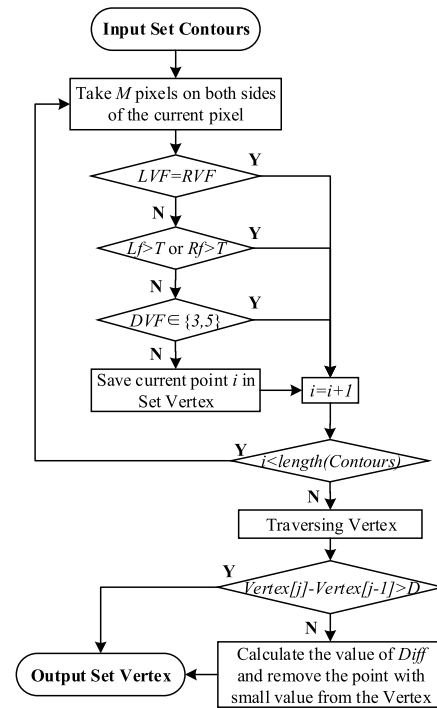 Input Set Contours
Take M pixels on both sides
of the current pixel
Y
LVF=RVF
N
Y
Lf>T or Rf>T
N
Y
DVF∈{3,5}
N
Save current point i in
Set Vertex
i=i+1
Y
i<length(Contours)
N
Traversing Vertex
Y
Vertex[j]-Vertex[j-1]>D
N
Output Set Vertex
Calculate the value of Diff
and remove the point with
small value from the Vertex